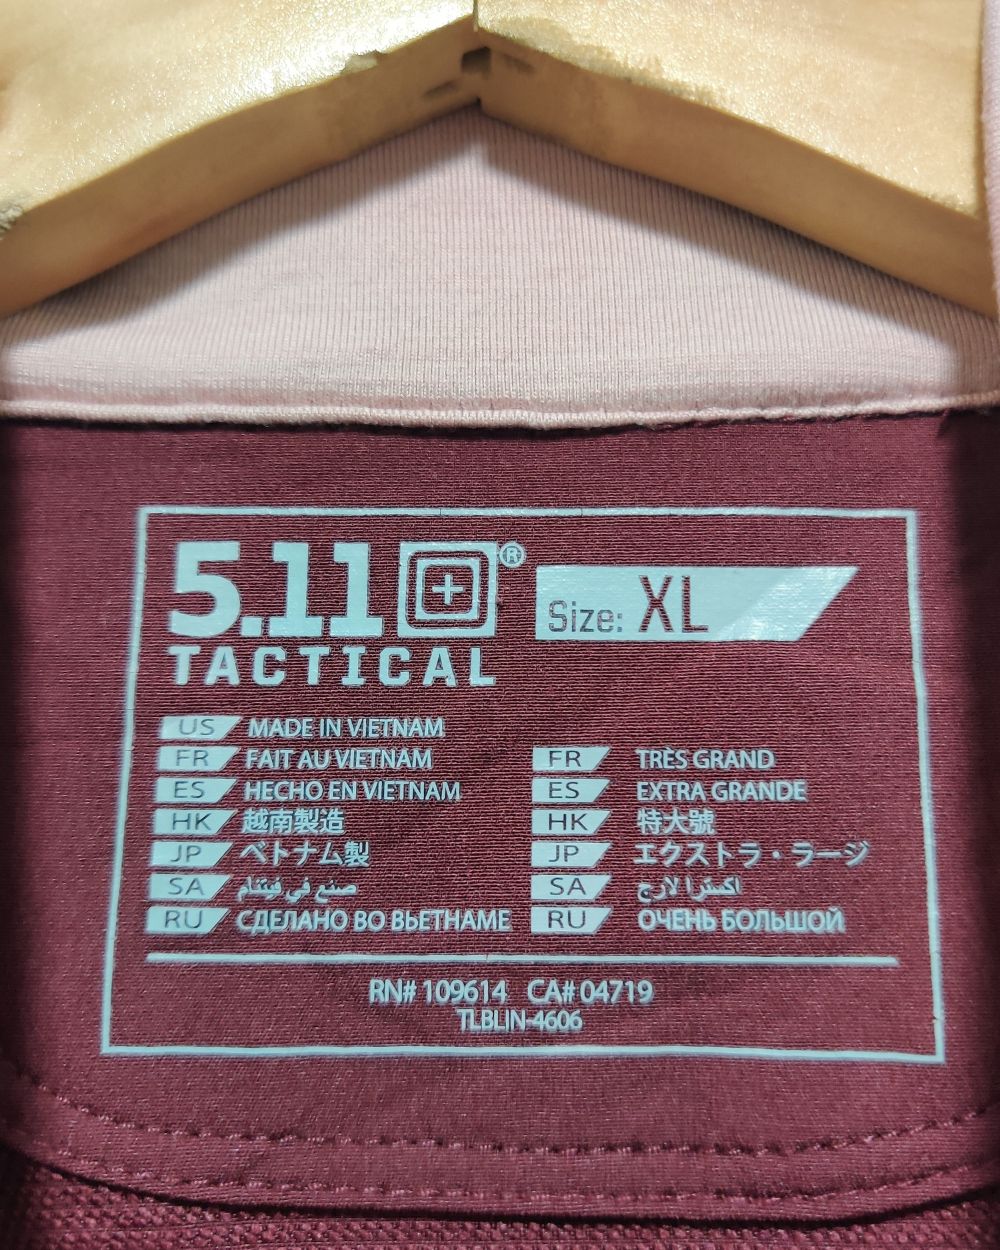 5.11®
TACTICAL
Size: XL
US MADE IN VIETNAM
FR FAIT AU VIETNAM
ES HECHO EN VIETNAM
HK 越南製造
JP ベトナム製
SA صنع في فيتنام
RU СДЕЛАНО ВО ВЬЕТНАМЕ
FR TRÈS GRAND
ES EXTRA GRANDE
HK 特大號
JP エクストラ・ラージ
SA اكسترا لارج
RU ОЧЕНЬ БОЛЬШОЙ
RN# 109614 CA# 04719
TLBLIN-4606